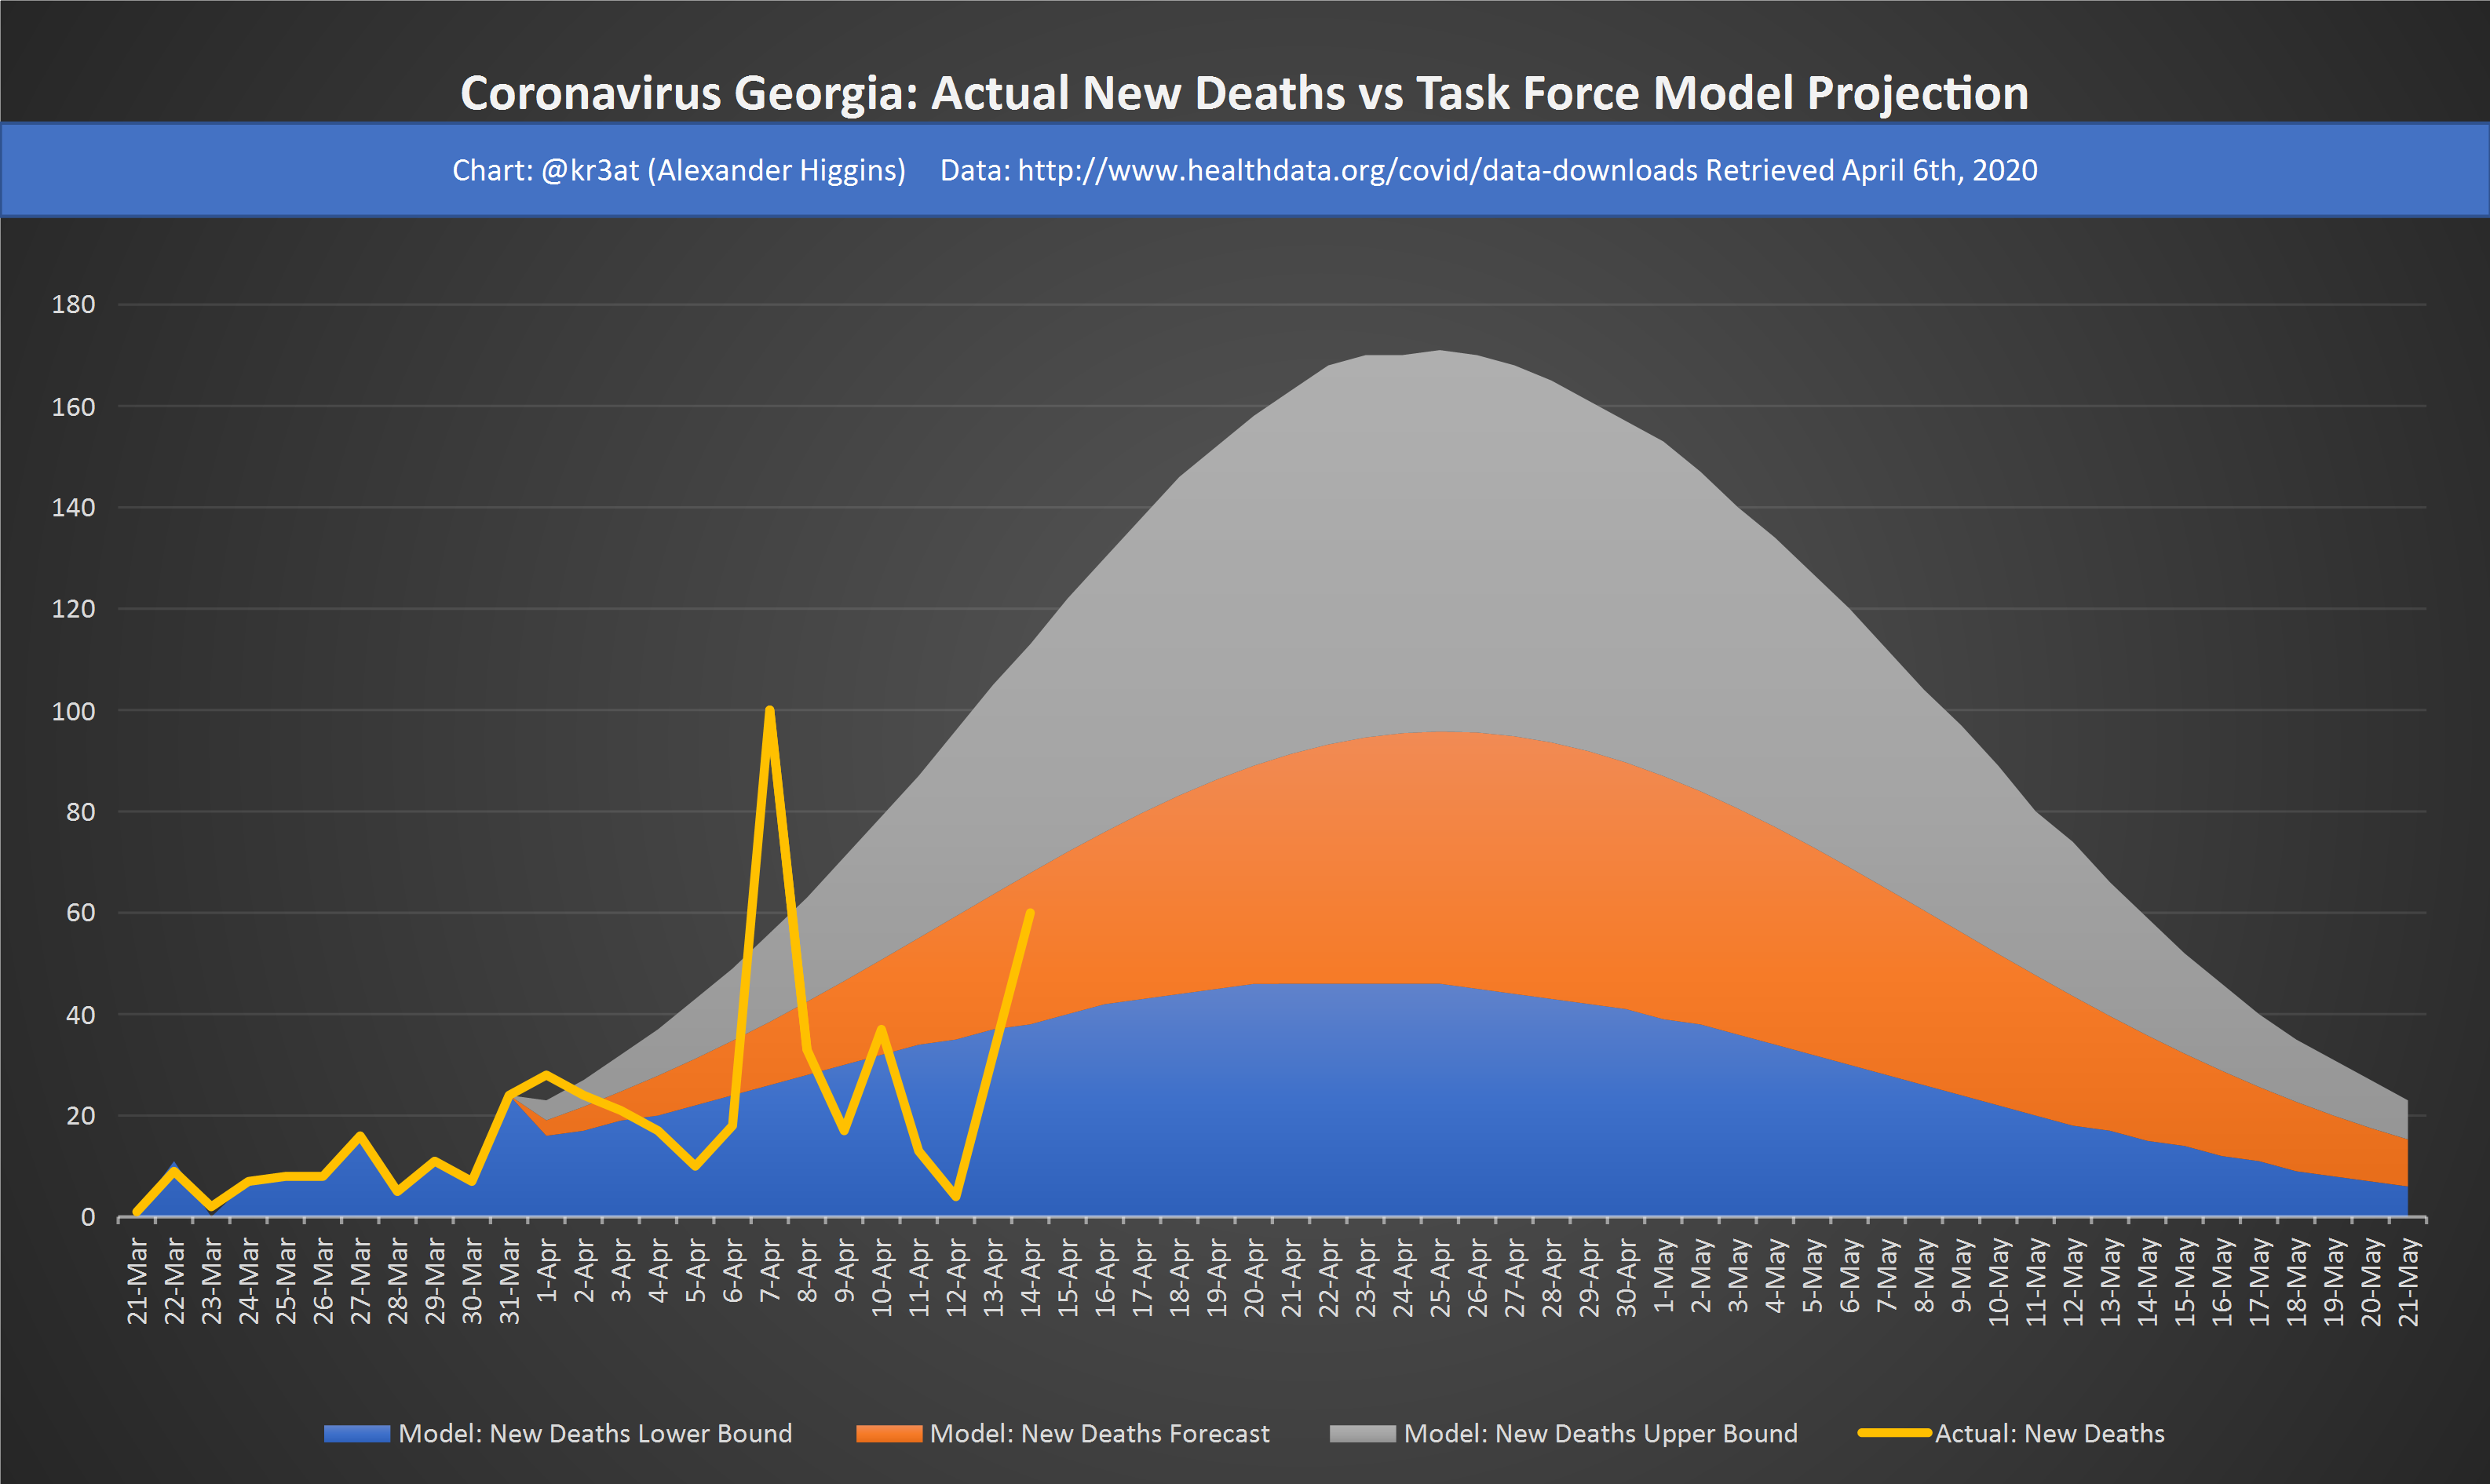 Coronavirus Georgia: Actual New Deaths vs Task Force Model Projection
Chart: @kr3at (Alexander Higgins) Data: http://www.healthdata.org/covid/data-downloads Retrieved April 6th, 2020
180
160
140
120
100
80
60
40
20
0
21-Mar
22-Mar
23-Mar
24-Mar
25-Mar
26-Mar
27-Mar
28-Mar
29-Mar
30-Mar
31-Mar
1-Apr
2-Apr
3-Apr
4-Apr
5-Apr
6-Apr
7-Apr
8-Apr
9-Apr
10-Apr
11-Apr
12-Apr
13-Apr
14-Apr
15-Apr
16-Apr
17-Apr
18-Apr
19-Apr
20-Apr
21-Apr
22-Apr
23-Apr
24-Apr
25-Apr
26-Apr
27-Apr
28-Apr
29-Apr
30-Apr
1-May
2-May
3-May
4-May
5-May
6-May
7-May
8-May
9-May
10-May
11-May
12-May
13-May
14-May
15-May
16-May
17-May
18-May
19-May
20-May
21-May
Model: New Deaths Lower Bound
Model: New Deaths Forecast
Model: New Deaths Upper Bound
Actual: New Deaths